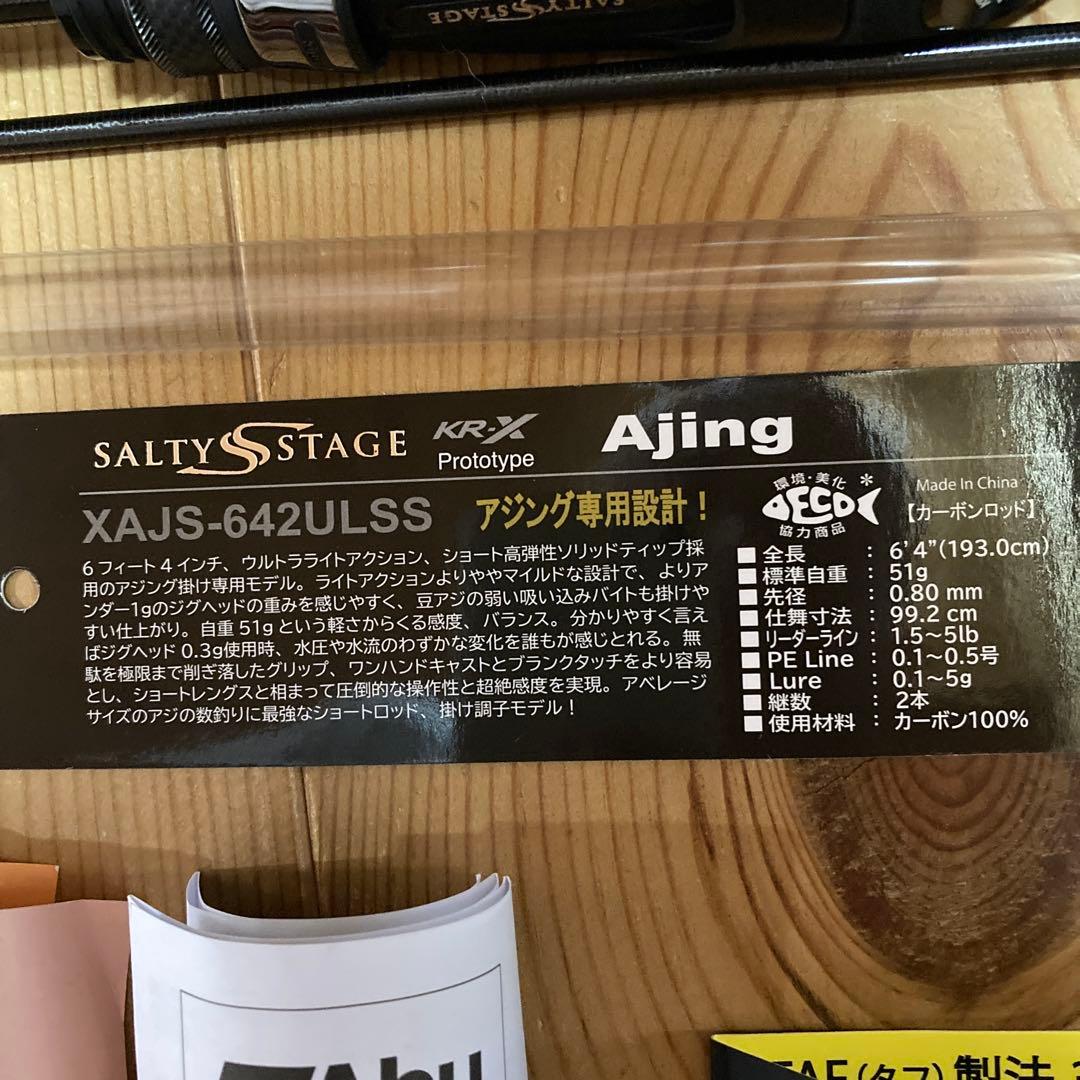 SALTY STAGE
SALTY STAGE KR-X Prototype Ajing
XAJS-642ULSS アジング専用設計！
6フィート4インチ、ウルトラライトアクション、ショート高弾性ソリッドティップ採
用のアジング掛け専用モデル。ライトアクションよりややマイルドな設計で、よりア
ンダー1gのジグヘッドの重みを感じやすく、豆アジの弱い吸い込みバイトも掛けや
すい仕上がり。自重51gという軽さからくる感度、バランス。分かりやすく言え
ばジグヘッド0.3g使用時、水圧や水流のわずかな変化を誰もが感じとれる。無
駄を極限まで削ぎ落したグリップ、ワンハンドキャストとブランクタッチをより容易
とし、ショートレングスと相まって圧倒的な操作性と超絶感度を実現。アベレージ
サイズのアジの数釣りに最強なショートロッド、掛け調子モデル！
環境・美化
DECO
協力商品
*
Made In China
【カーボンロッド】
■全長 : 6'4"(193.0cm)
■標準自重 : 51g
■先径 : 0.80 mm
■仕舞寸法 : 99.2 cm
■リーダーライン : 1.5〜5lb
■PE Line : 0.1〜0.5号
■Lure : 0.1〜5g
■継数 : 2本
■使用材料 : カーボン100%
Abu
(タフ)製法